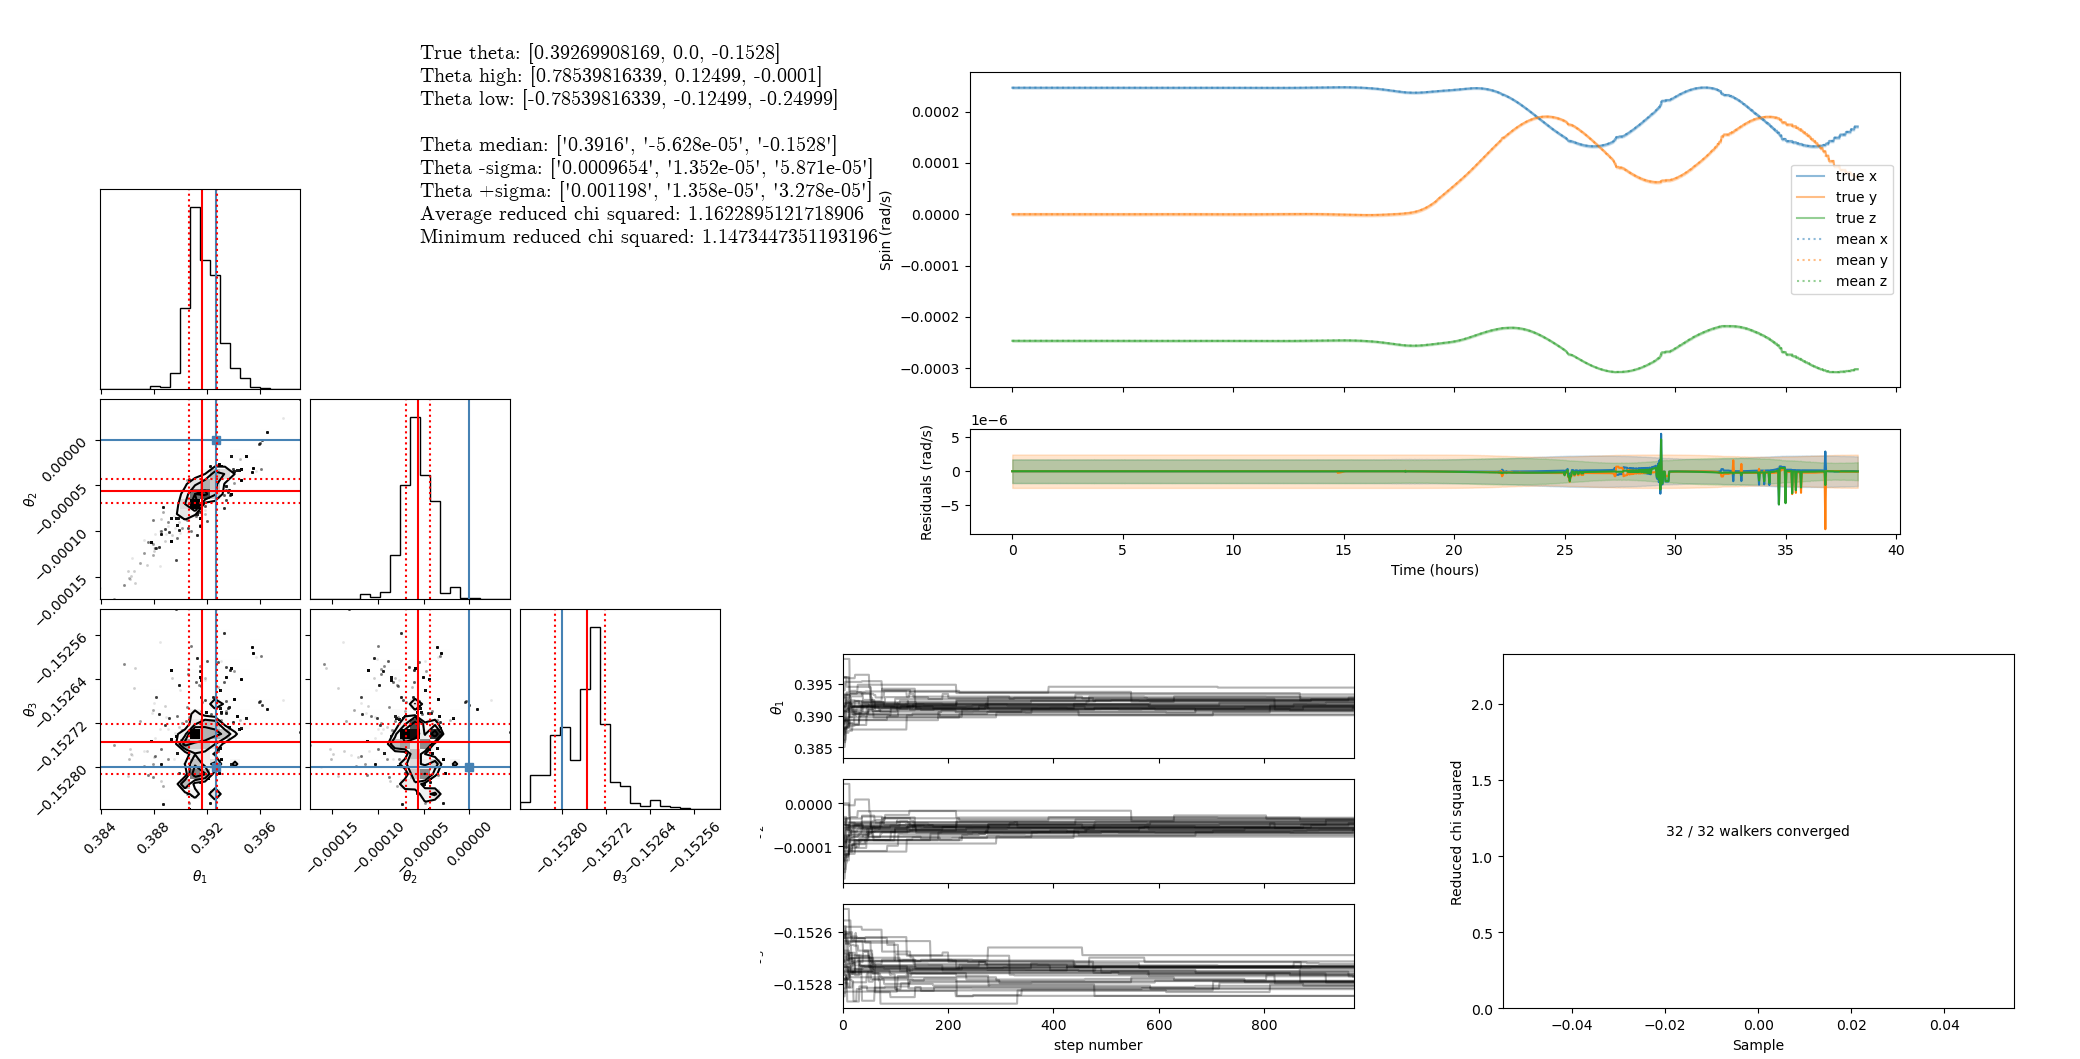 True theta: [0.39269908169, 0.0, -0.1528]
Theta high: [0.78539816339, 0.12499, -0.0001]
Theta low: [-0.78539816339, -0.12499, -0.24999]
Theta median: ['0.3916', '-5.628e-05', '-0.1528']
Theta -sigma: ['0.0009654', '1.352e-05', '5.871e-05']
Theta +sigma: ['0.001198', '1.358e-05', '3.278e-05']
Average reduced chi squared: 1.1622895121718906
Minimum reduced chi squared: 1.1473447351193196
θ₂
0.00000
−0.00005
−0.00010
−0.00015
θ₃
−0.15256
−0.15264
−0.15272
−0.15280
0.384
0.388
0.392
0.396
θ₁
−0.00015
−0.00010
−0.00005
0.00000
θ₂
−0.15280
−0.15272
−0.15264
−0.15256
θ₃
Spin (rad/s)
0.0002
0.0001
0.0000
−0.0001
−0.0002
−0.0003
true x
true y
true z
mean x
mean y
mean z
1e−6
Residuals (rad/s)
5
0
−5
0 5 10 15 20 25 30 35 40
Time (hours)
θ₁
0.395
0.390
0.385
0.0000
−0.0001
−0.1526
−0.1528
0 200 400 600 800
step number
Reduced chi squared
2.0
1.5
1.0
0.5
0.0
32 / 32 walkers converged
−0.04 −0.02 0.00 0.02 0.04
Sample